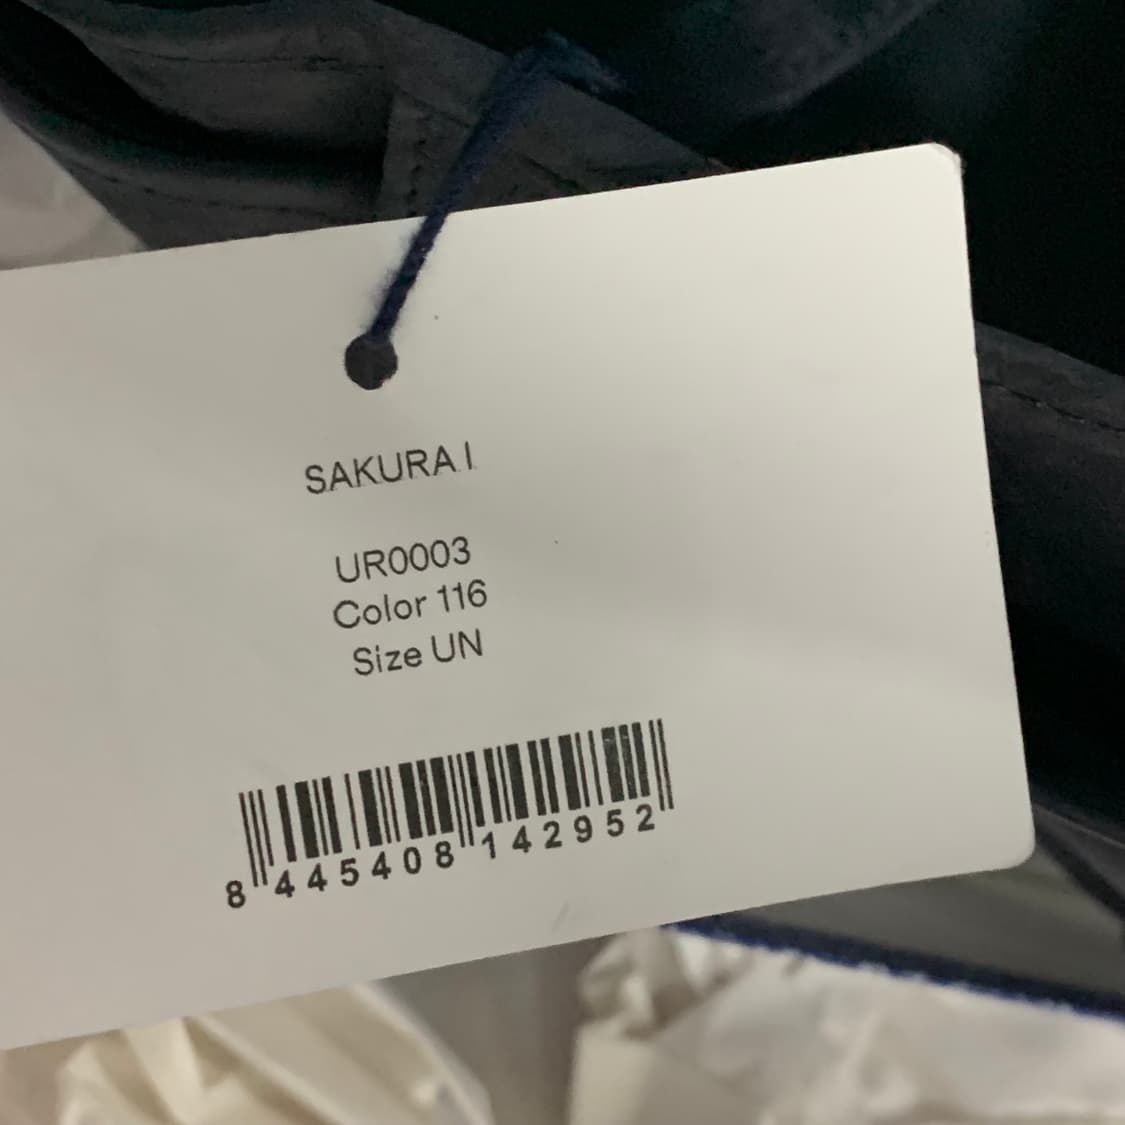 SAKURA I
UR0003
Color 116
Size UN
8 445408 142952